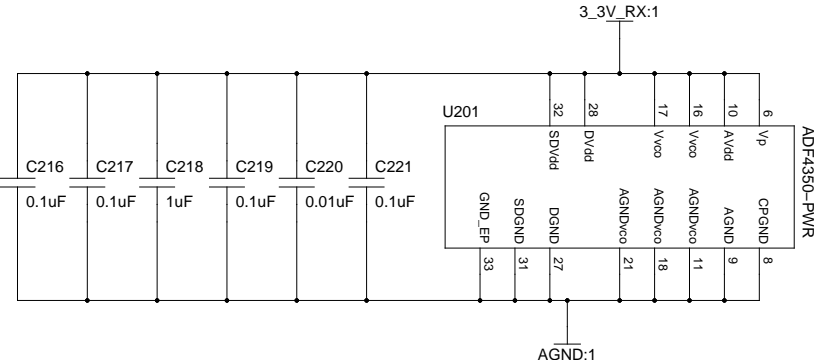 3_3V_RX:1
U201
32
28
17
16
10
6
SDVdd
DVdd
Vvco
Vvco
AVdd
Vp
ADF4350-PWR
C216
C217
C218
C219
C220
C221
0.1uF
0.1uF
1uF
0.1uF
0.01uF
0.1uF
GND_EP
SDGND
DGND
AGNDvco
AGNDvco
AGNDvco
AGND
CPGND
33
31
27
21
18
11
9
8
AGND:1